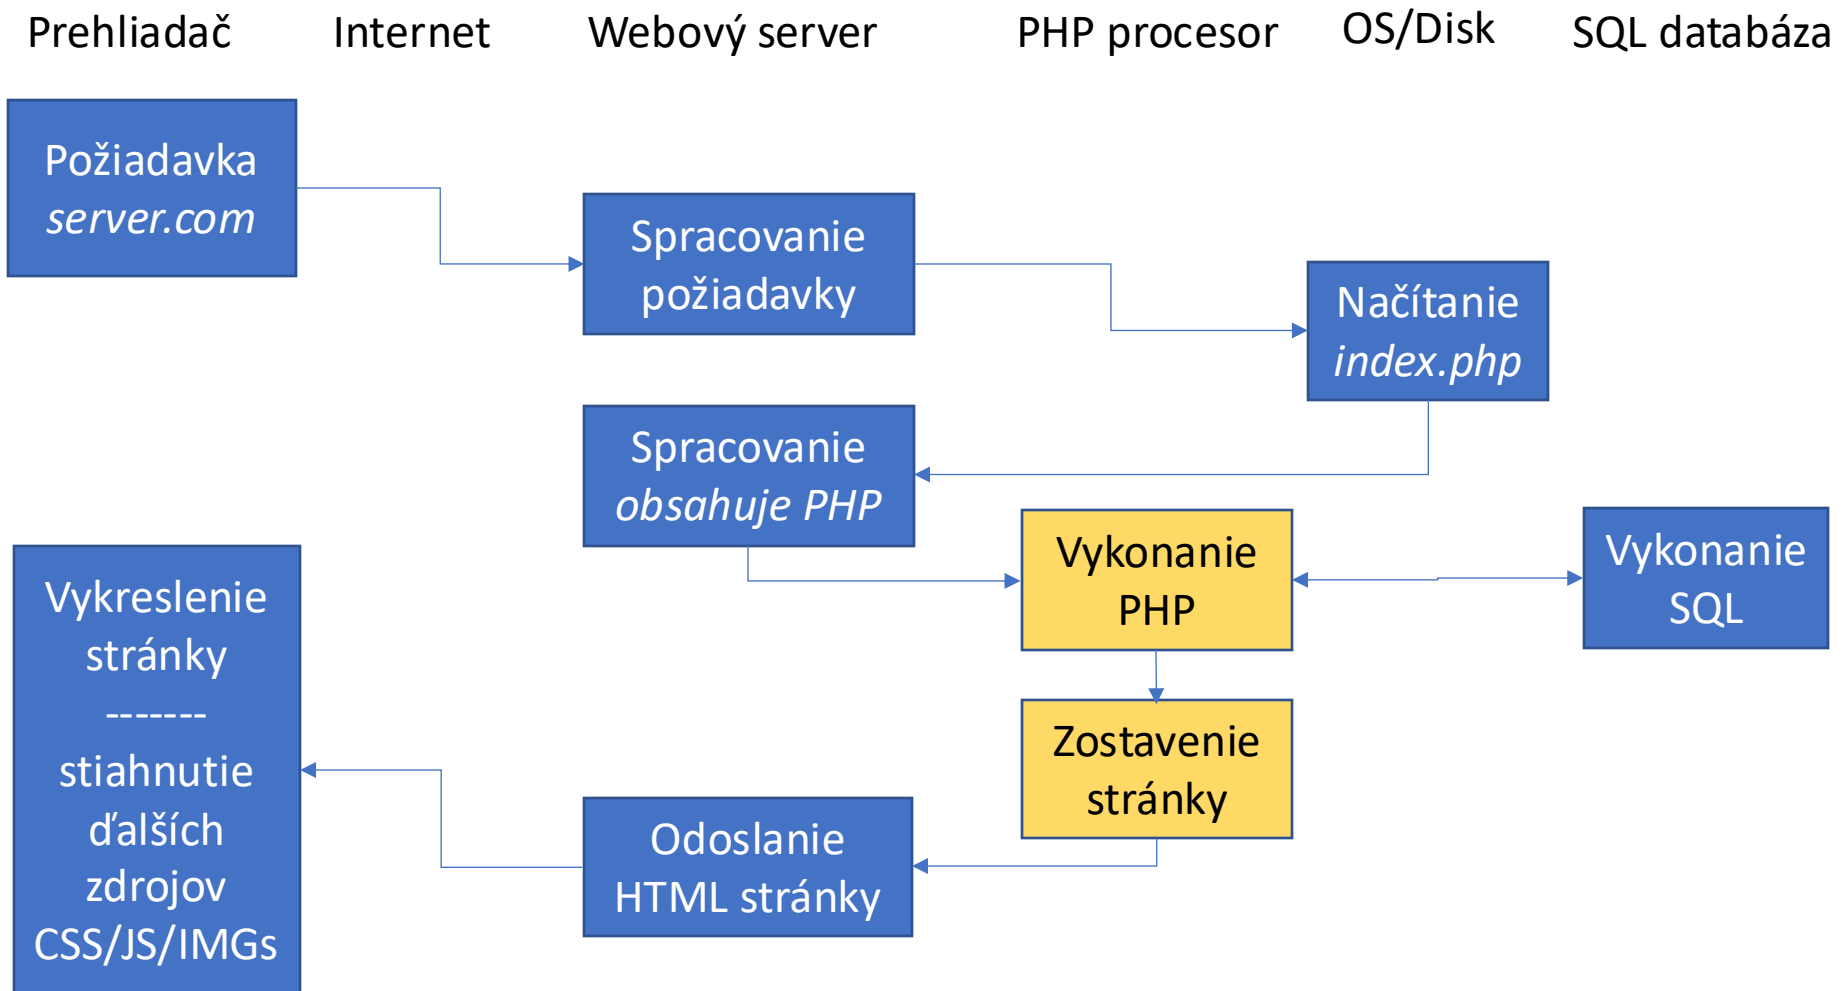 Prehliadač
Internet
Webový server
PHP procesor
OS/Disk
SQL databáza
Požiadavka
server.com
Spracovanie
požiadavky
Načítanie
index.php
Spracovanie
obsahuje PHP
Vykonanie
PHP
Vykonanie
SQL
Zostavenie
stránky
Odoslanie
HTML stránky
Vykreslenie
stránky
-------
stiahnutie
ďalších
zdrojov
CSS/JS/IMGs